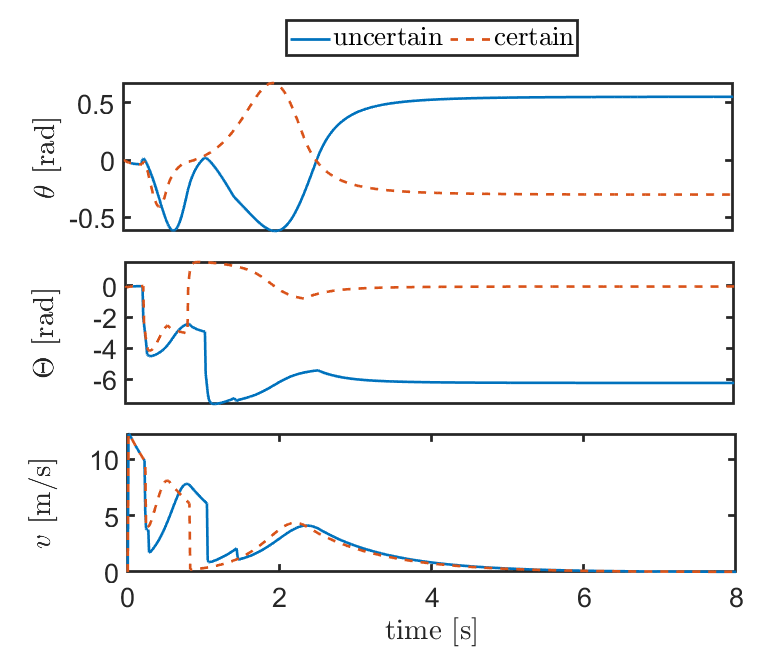 uncertain certain
θ [rad]
0.5
0
-0.5
Θ [rad]
0
-2
-4
-6
v [m/s]
10
5
0
0 2 4 6 8
time [s]